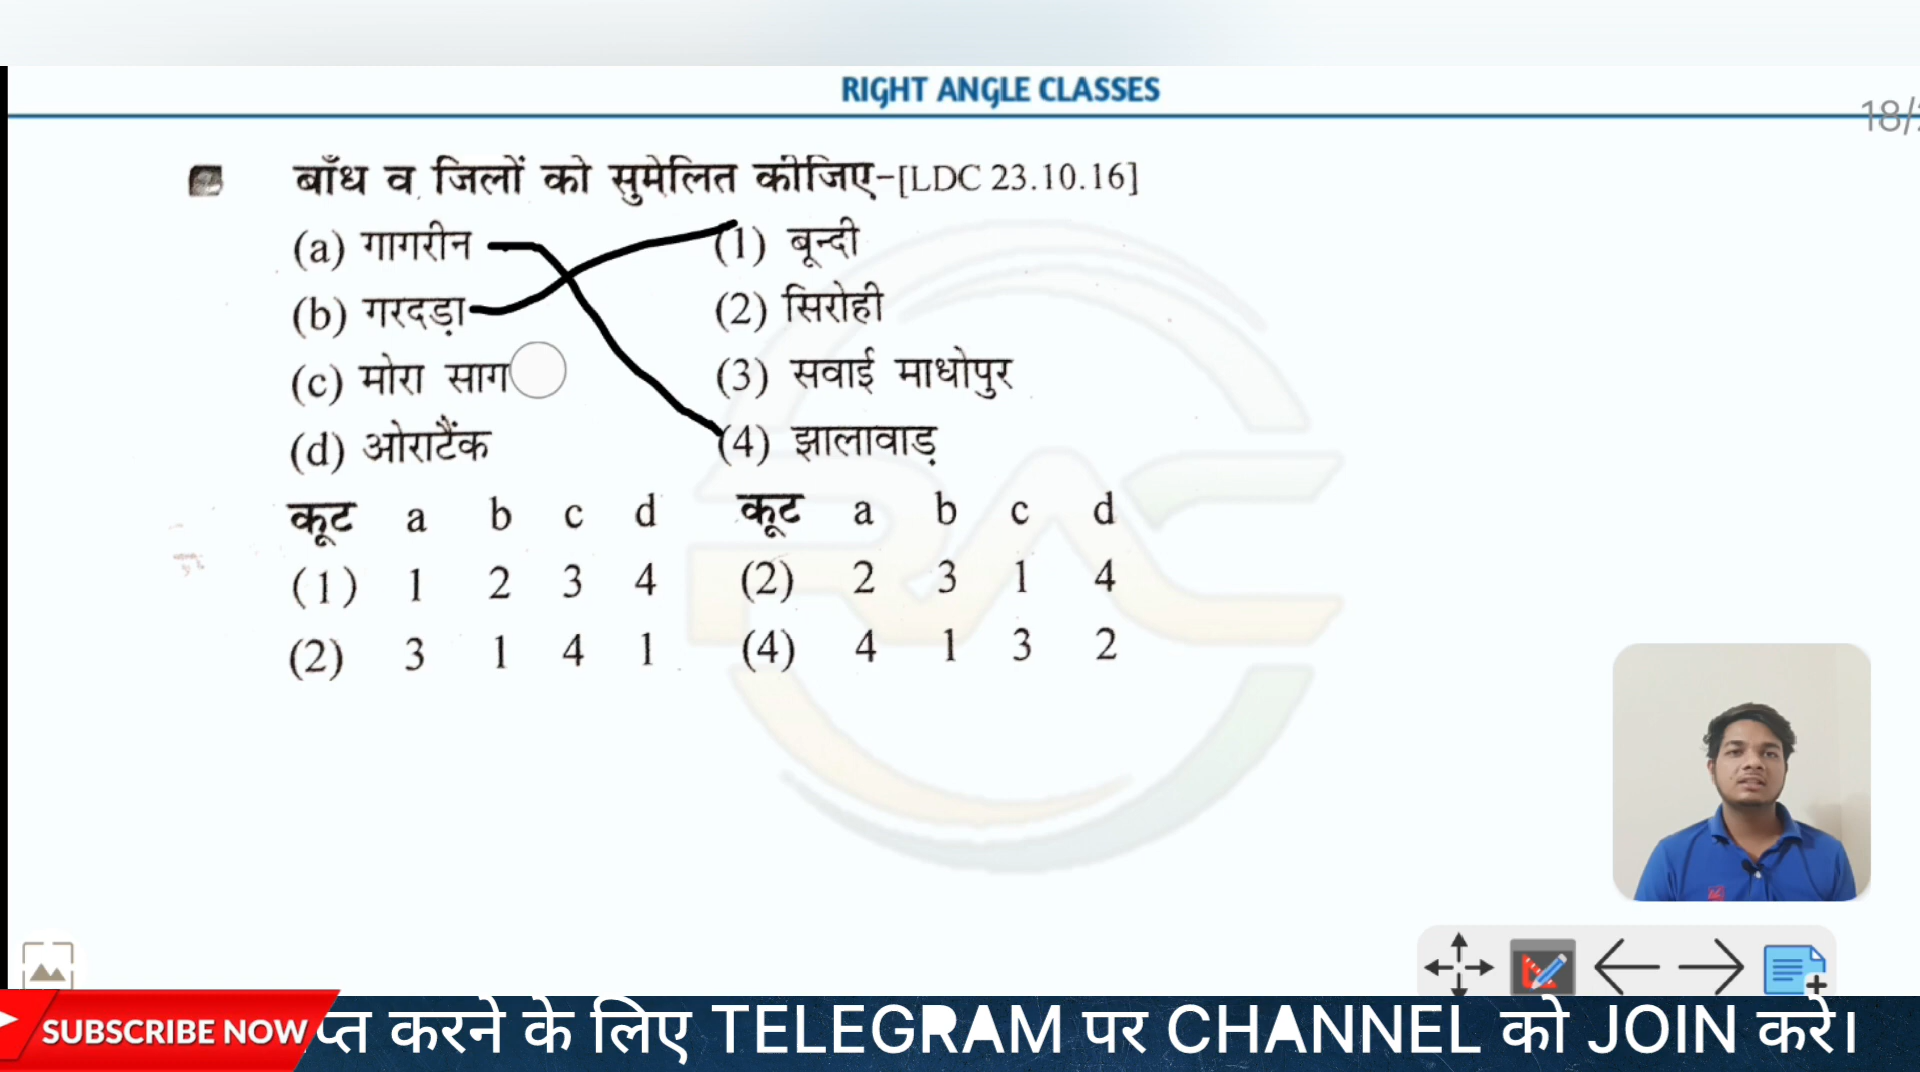 RIGHT ANGLE CLASSES
18/
बाँध व जिलों को सुमेलित कीजिए-[LDC 23.10.16]
(a) गागरीन (1) बून्दी
(b) गरदड़ा (2) सिरोही
(c) मोरा साग (3) सवाई माधोपुर
(d) ओराटैंक (4) झालावाड़
कूट a b c d कूट a b c d
(1) 1 2 3 4 (2) 2 3 1 4
(2) 3 1 4 1 (4) 4 1 3 2
SUBSCRIBE NOW प्त करने के लिए TELEGRAM पर CHANNEL को JOIN करे।